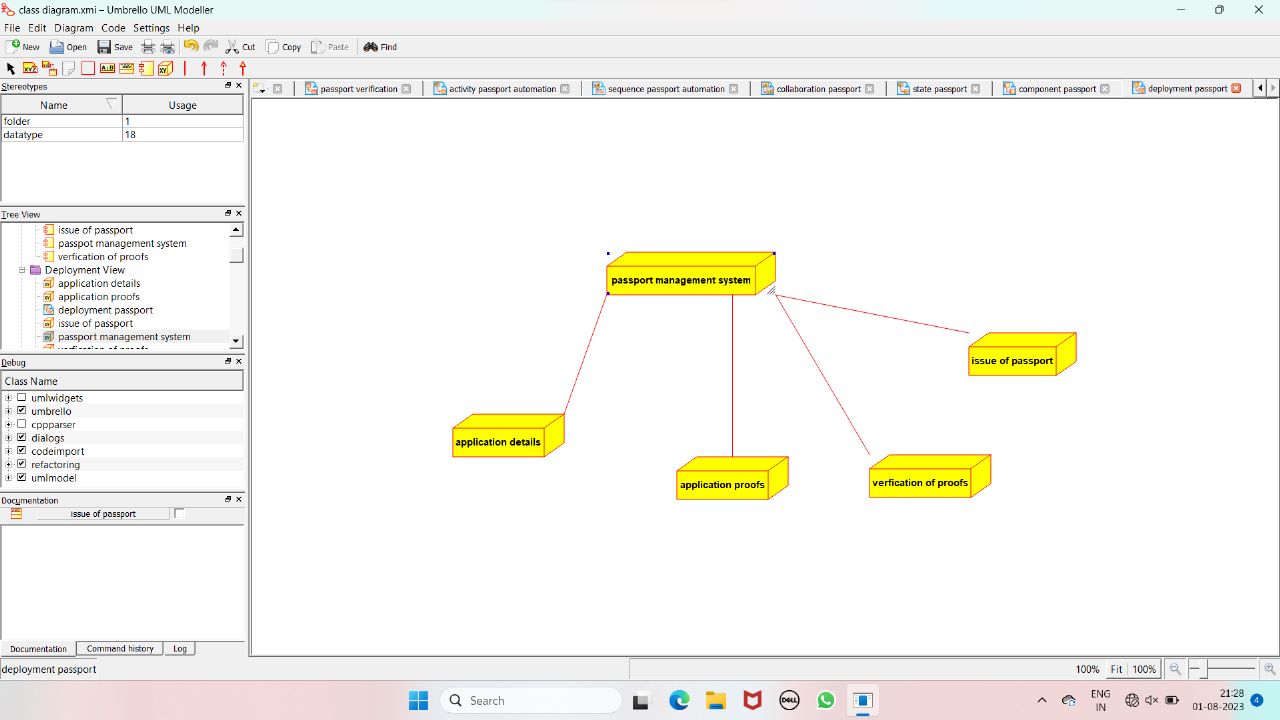 class diagram.xmi – Umbrello UML Modeller
File Edit Diagram Code Settings Help
New Open Save Cut Copy Paste Find
Stereotypes
Name Usage
folder 1
datatype 18
Tree View
issue of passport
passpot management system
verfication of proofs
Deployment View
application details
application proofs
deployment passport
issue of passport
passport management system
verfication of proofs
Debug
Class Name
umlwidgets
umbrello
cppparser
dialogs
codeimport
refactoring
umlmodel
Documentation
issue of passport
Documentation Command history Log
deployment passport
passport verification activity passport automation sequence passport automation collaboration passport state passport component passport deployment passport
passport management system
issue of passport
application details
application proofs
verfication of proofs
100% Fit 100%
Search
DELL
ENG
IN
21:28
01-08-2023
4